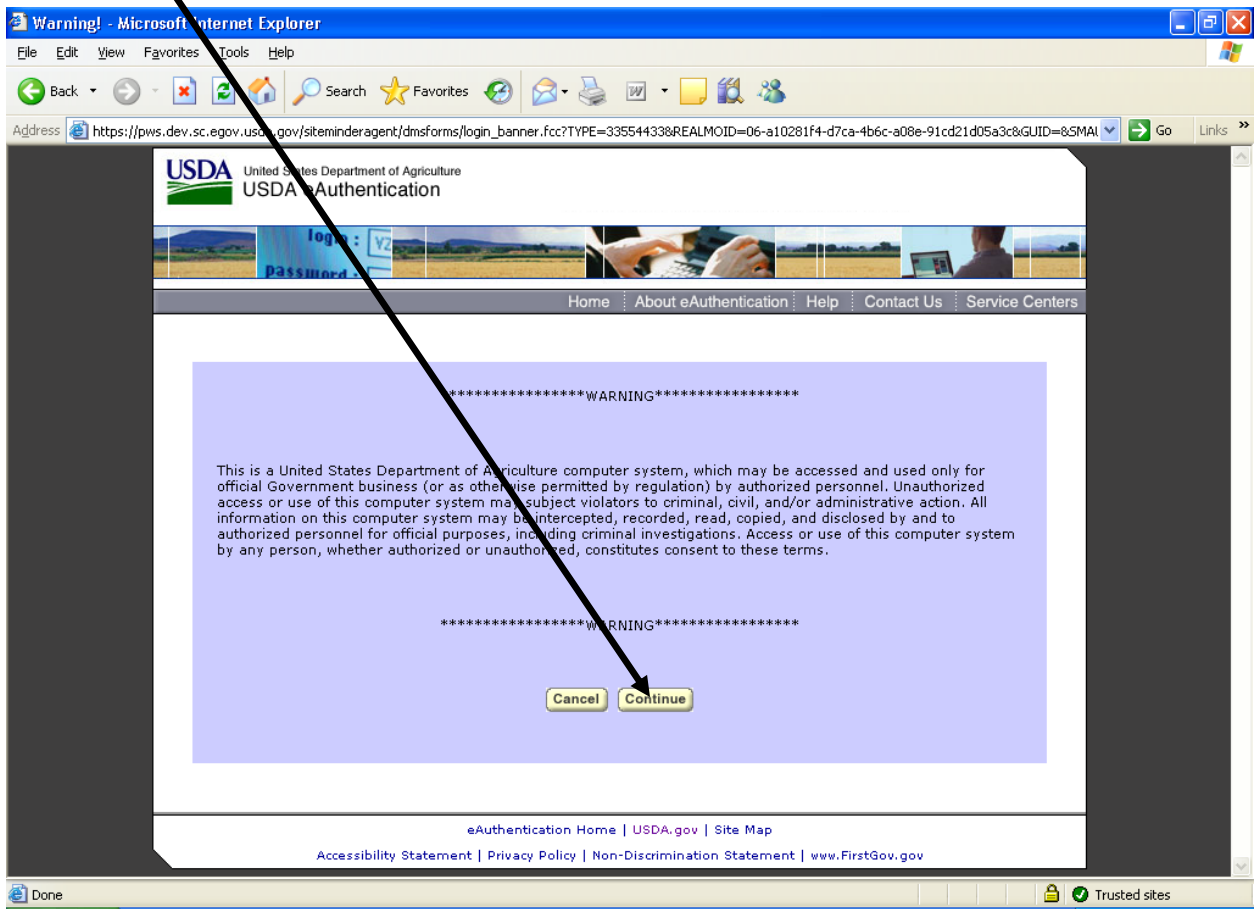 Warning! - Microsoft Internet Explorer
File Edit View Favorites Tools Help
Back Search Favorites
Address https://pws.dev.sc.egov.usda.gov/siteminderagent/dmsforms/login_banner.fcc?TYPE=33554433&REALMOID=06-a10281f4-d7ca-4b6c-a08e-91cd21d05a3c&GUID=&SMAU Go Links »
USDA United States Department of Agriculture
USDA eAuthentication
login : YZ
password :
Home About eAuthentication Help Contact Us Service Centers
*****************WARNING*****************
This is a United States Department of Agriculture computer system, which may be accessed and used only for
official Government business (or as otherwise permitted by regulation) by authorized personnel. Unauthorized
access or use of this computer system may subject violators to criminal, civil, and/or administrative action. All
information on this computer system may be intercepted, recorded, read, copied, and disclosed by and to
authorized personnel for official purposes, including criminal investigations. Access or use of this computer system
by any person, whether authorized or unauthorized, constitutes consent to these terms.
*****************WARNING*****************
Cancel Continue
eAuthentication Home | USDA.gov | Site Map
Accessibility Statement | Privacy Policy | Non-Discrimination Statement | www.FirstGov.gov
Done Trusted sites